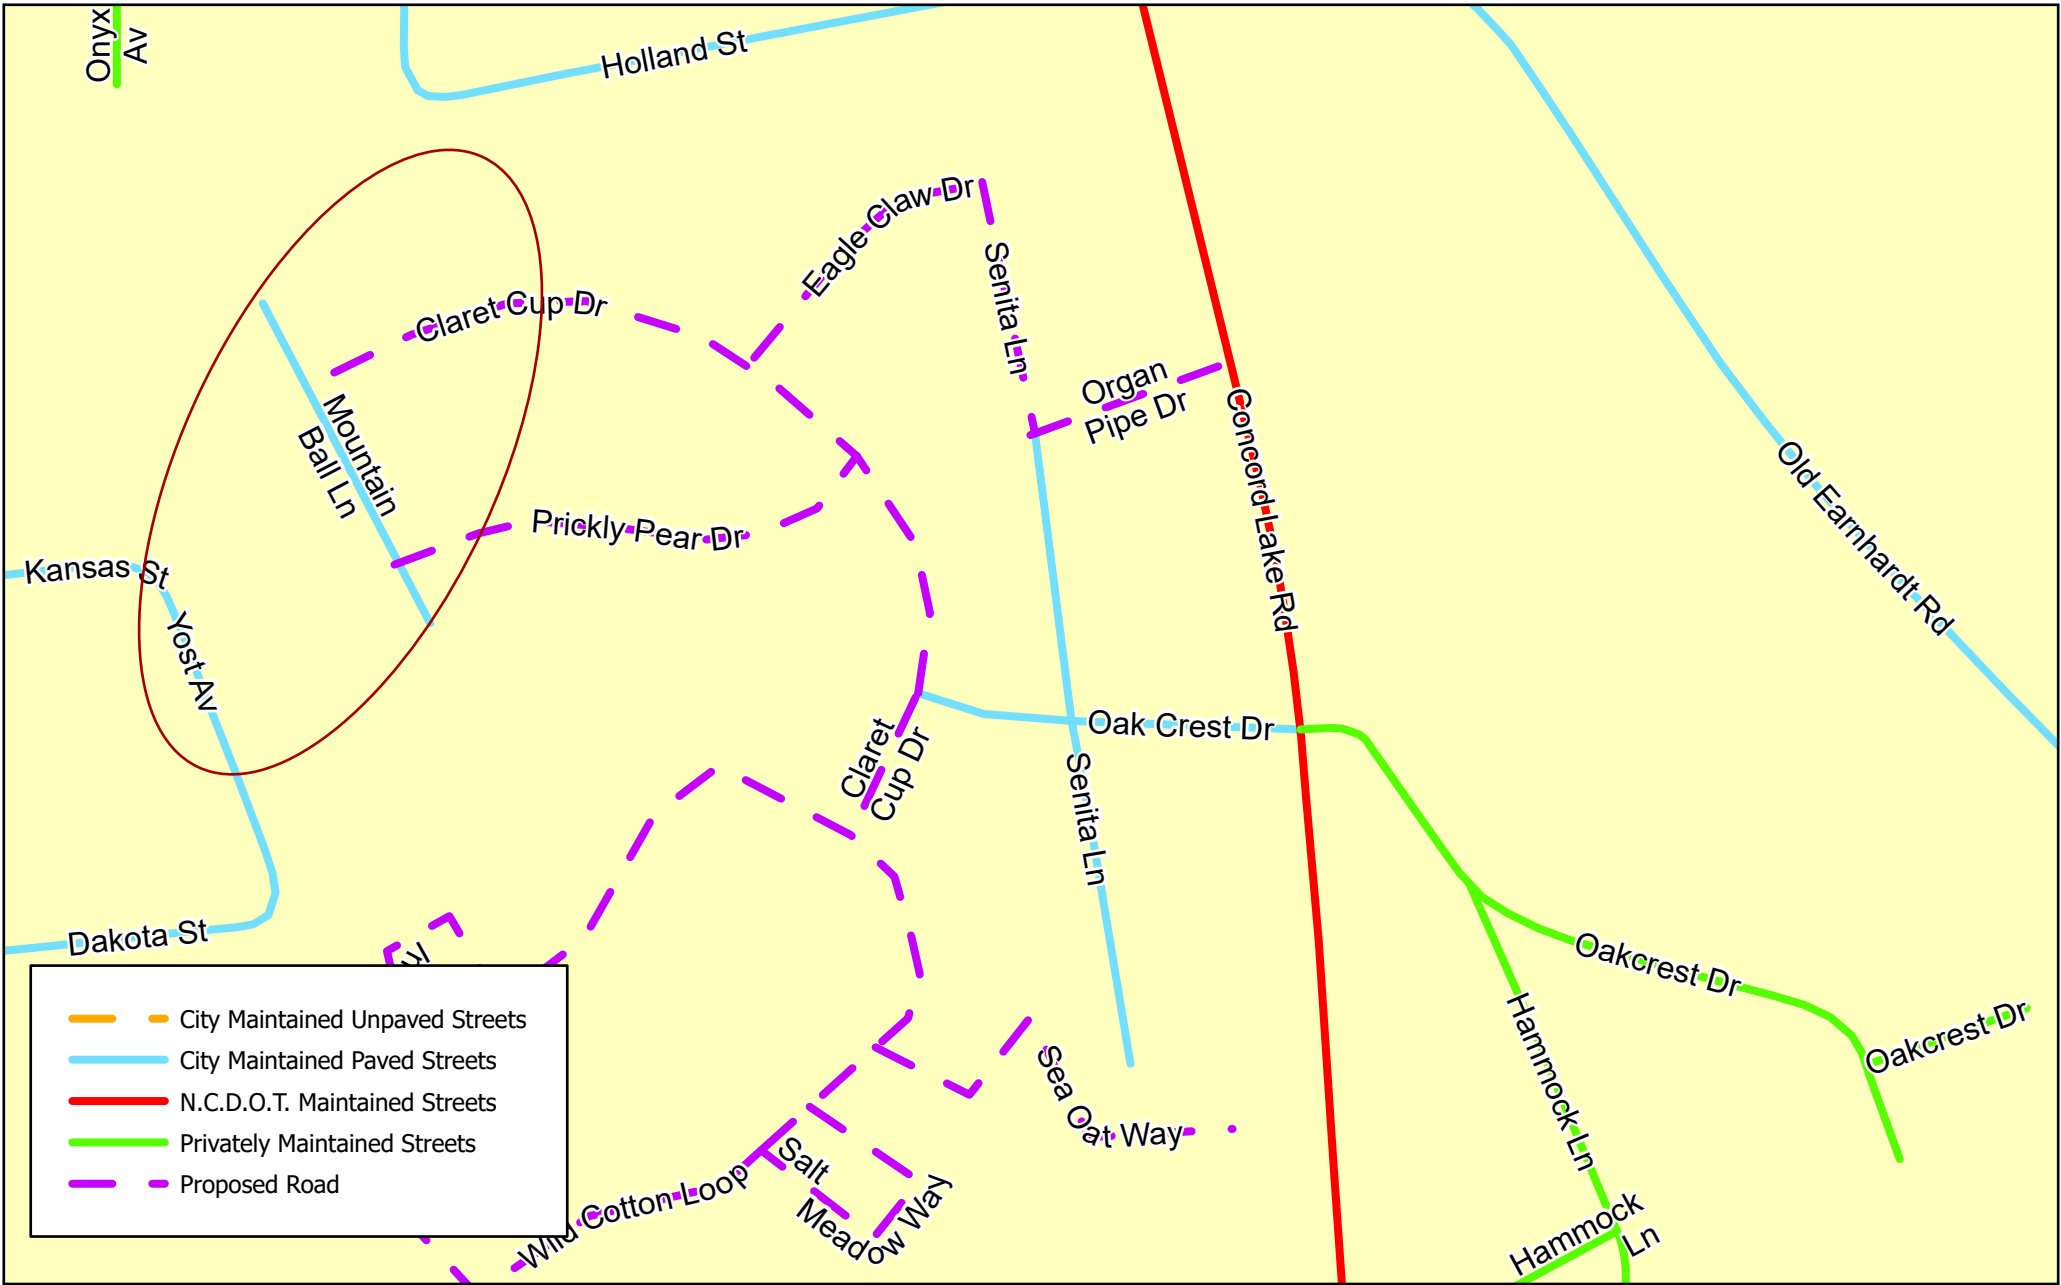 Onyx
Av
Holland St
Eagle Claw Dr
Claret Cup Dr
Senita Ln
Organ
Pipe Dr
Mountain
Ball Ln
Concord Lake Rd
Old Earnhardt Rd
Prickly Pear Dr
Kansas St
Yost Av
Oak Crest Dr
Claret
Cup Dr
Senita Ln
Dakota St
Oakcrest Dr
Oakcrest Dr
Hammock Ln
Sea Oat Way
Salt
Meadow Way
Wild Cotton Loop
Hammock
Ln
City Maintained Unpaved Streets
City Maintained Paved Streets
N.C.D.O.T. Maintained Streets
Privately Maintained Streets
Proposed Road